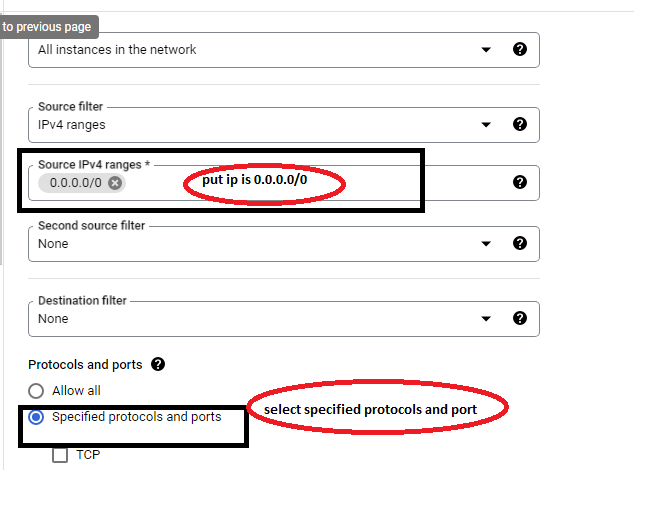 to previous page
All instances in the network
Source filter
IPv4 ranges
Source IPv4 ranges *
0.0.0.0/0
put ip is 0.0.0.0/0
Second source filter
None
Destination filter
None
Protocols and ports
Allow all
Specified protocols and ports
select specified protocols and port
TCP